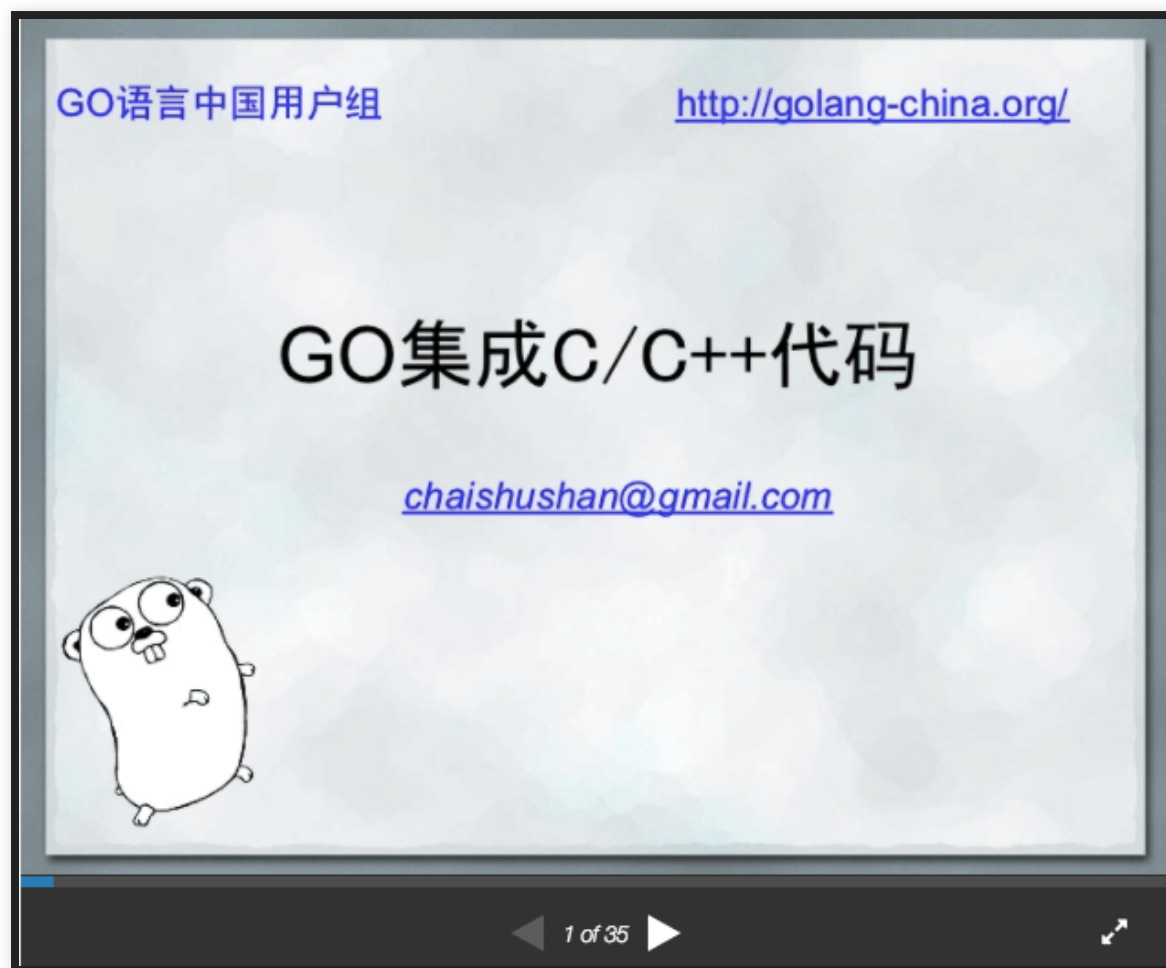 GO语言中国用户组
http://golang-china.org/
GO集成C/C++代码
chaishushan@gmail.com
1 of 35